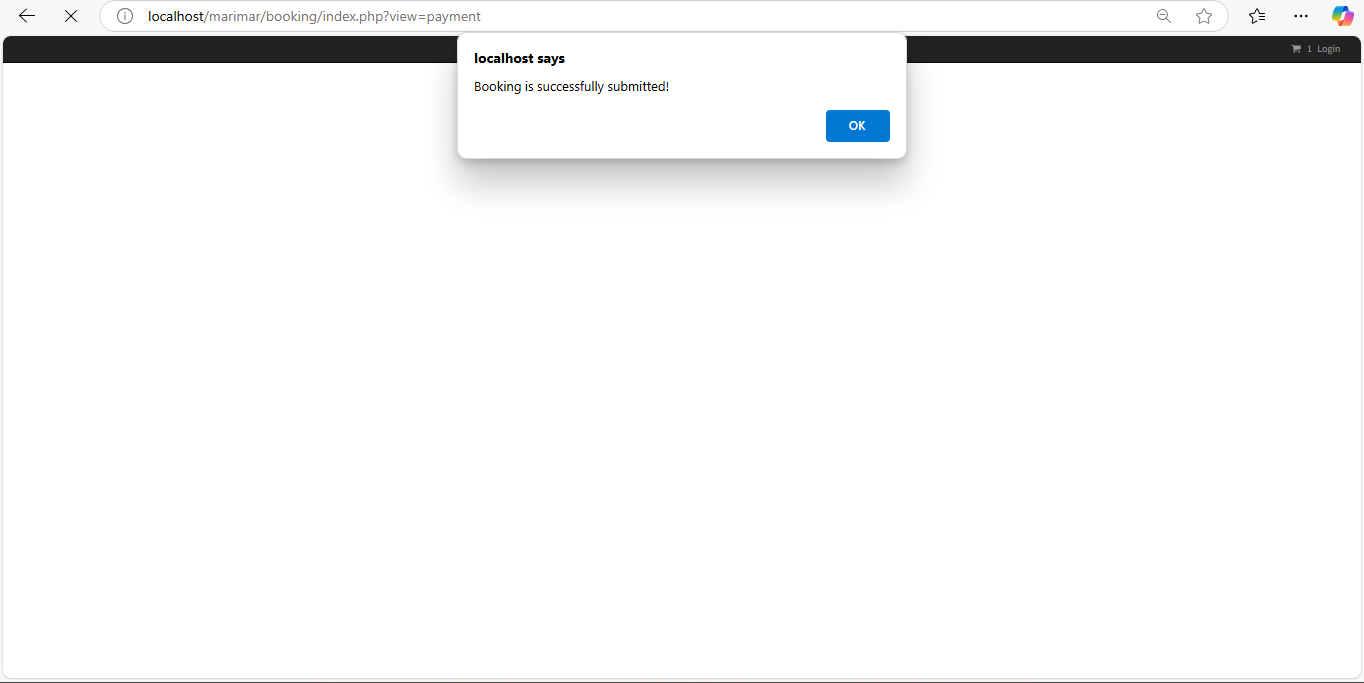 localhost/marimar/booking/index.php?view=payment
1 Login
localhost says
Booking is successfully submitted!
OK